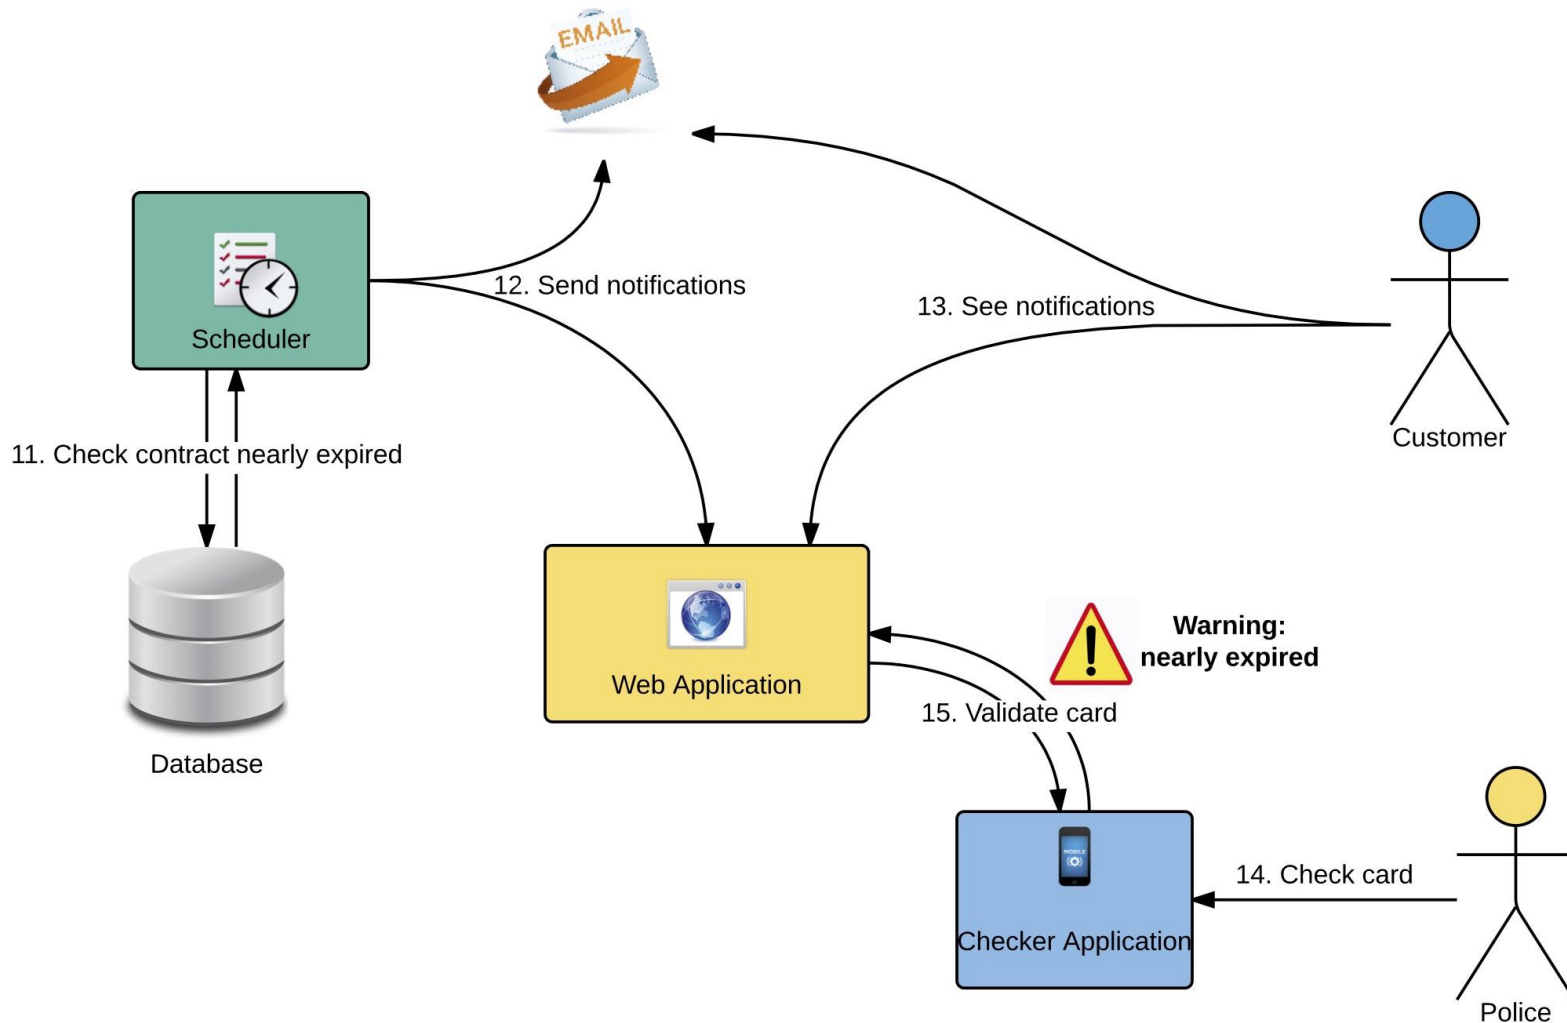 EMAIL
Scheduler
12. Send notifications
13. See notifications
Customer
11. Check contract nearly expired
Database
Web Application
Warning:
nearly expired
15. Validate card
MOBILE
Checker Application
14. Check card
Police